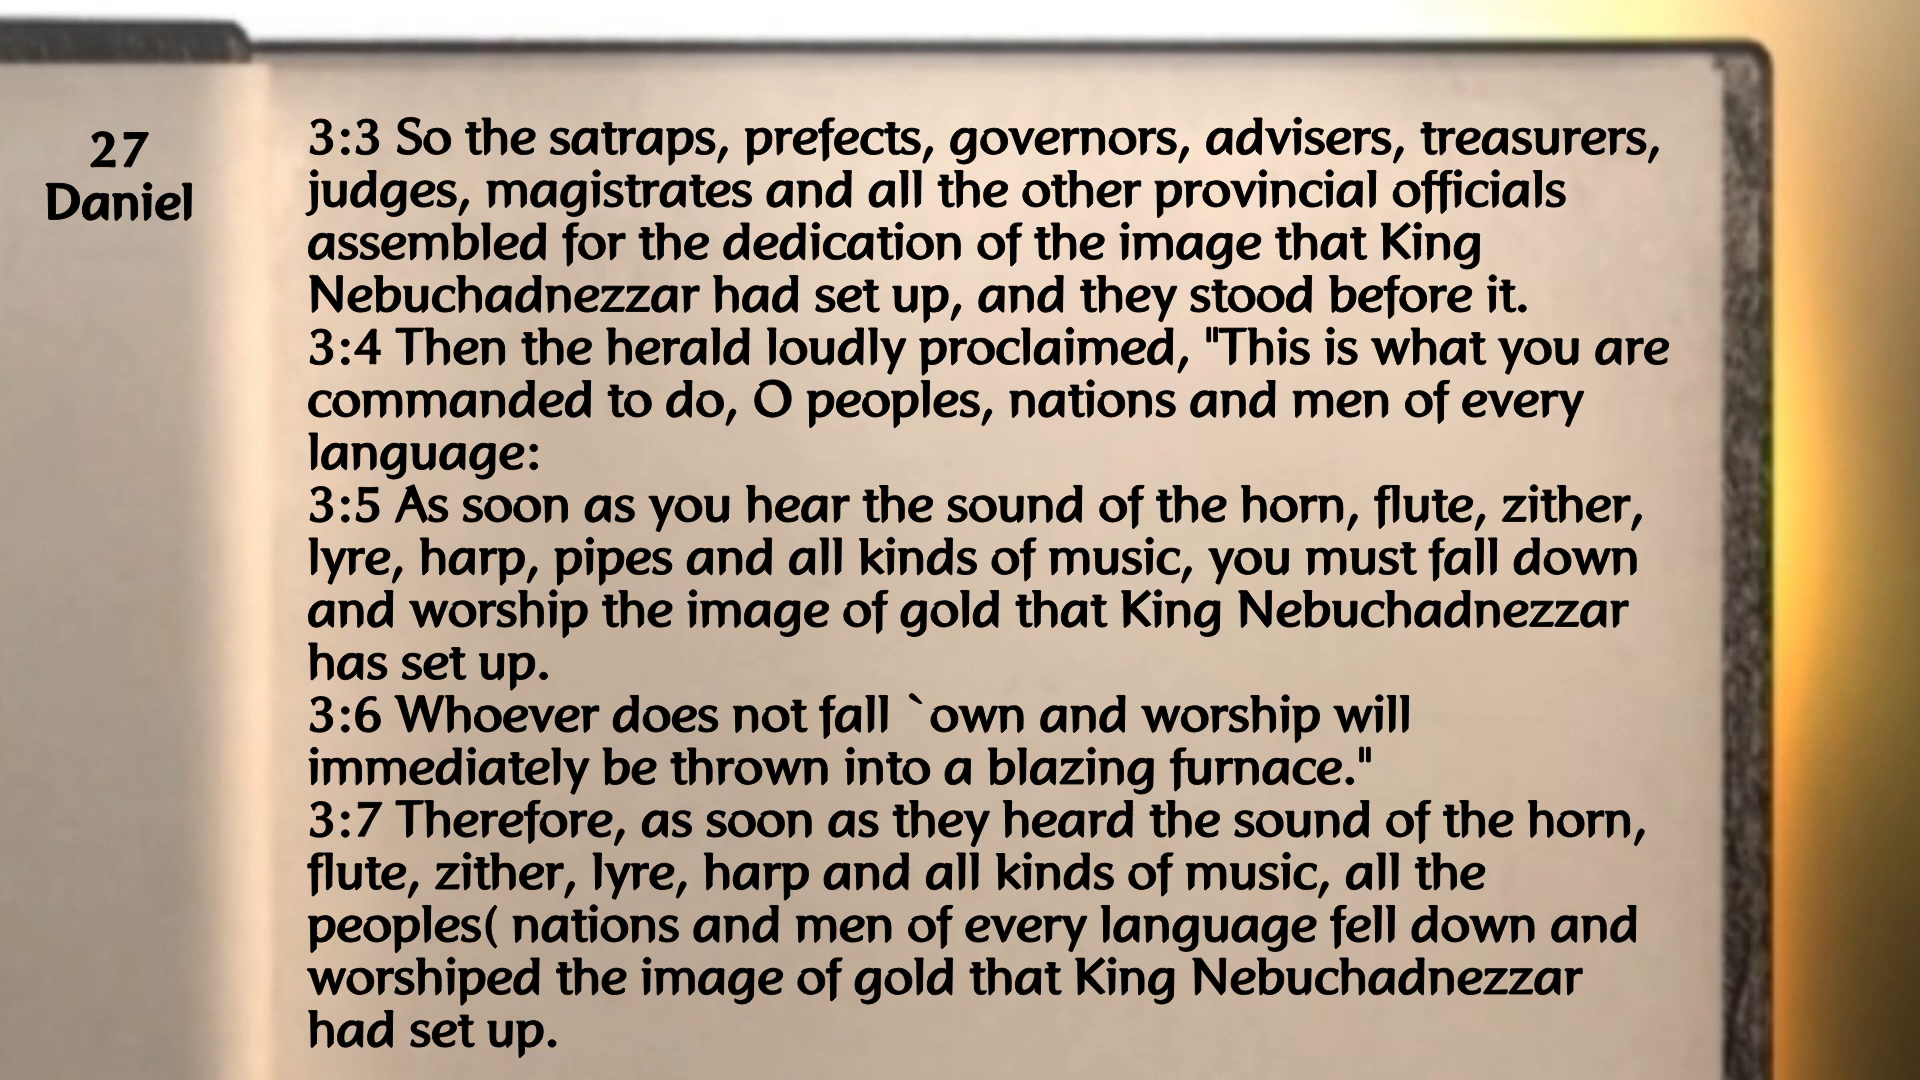 27
Daniel
3:3 So the satraps, prefects, governors, advisers, treasurers,
judges, magistrates and all the other provincial officials
assembled for the dedication of the image that King
Nebuchadnezzar had set up, and they stood before it.
3:4 Then the herald loudly proclaimed, "This is what you are
commanded to do, O peoples, nations and men of every
language:
3:5 As soon as you hear the sound of the horn, flute, zither,
lyre, harp, pipes and all kinds of music, you must fall down
and worship the image of gold that King Nebuchadnezzar
has set up.
3:6 Whoever does not fall `own and worship will
immediately be thrown into a blazing furnace."
3:7 Therefore, as soon as they heard the sound of the horn,
flute, zither, lyre, harp and all kinds of music, all the
peoples( nations and men of every language fell down and
worshiped the image of gold that King Nebuchadnezzar
had set up.